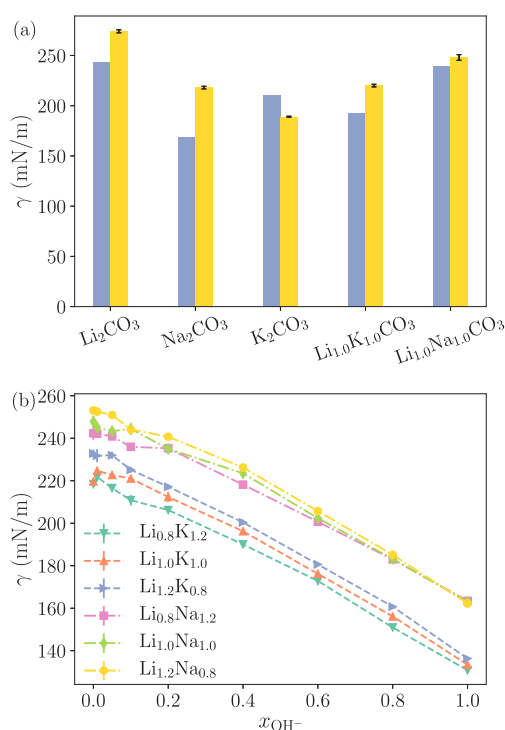 (a)
γ (mN/m)
250
200
150
100
50
0
Li₂CO₃
Na₂CO₃
K₂CO₃
Li₁.₀K₁.₀CO₃
Li₁.₀Na₁.₀CO₃
(b)
γ (mN/m)
260
240
220
200
180
160
140
Li₀.₈K₁.₂
Li₁.₀K₁.₀
Li₁.₂K₀.₈
Li₀.₈Na₁.₂
Li₁.₀Na₁.₀
Li₁.₂Na₀.₈
0.0 0.2 0.4 0.6 0.8 1.0
x_OH⁻